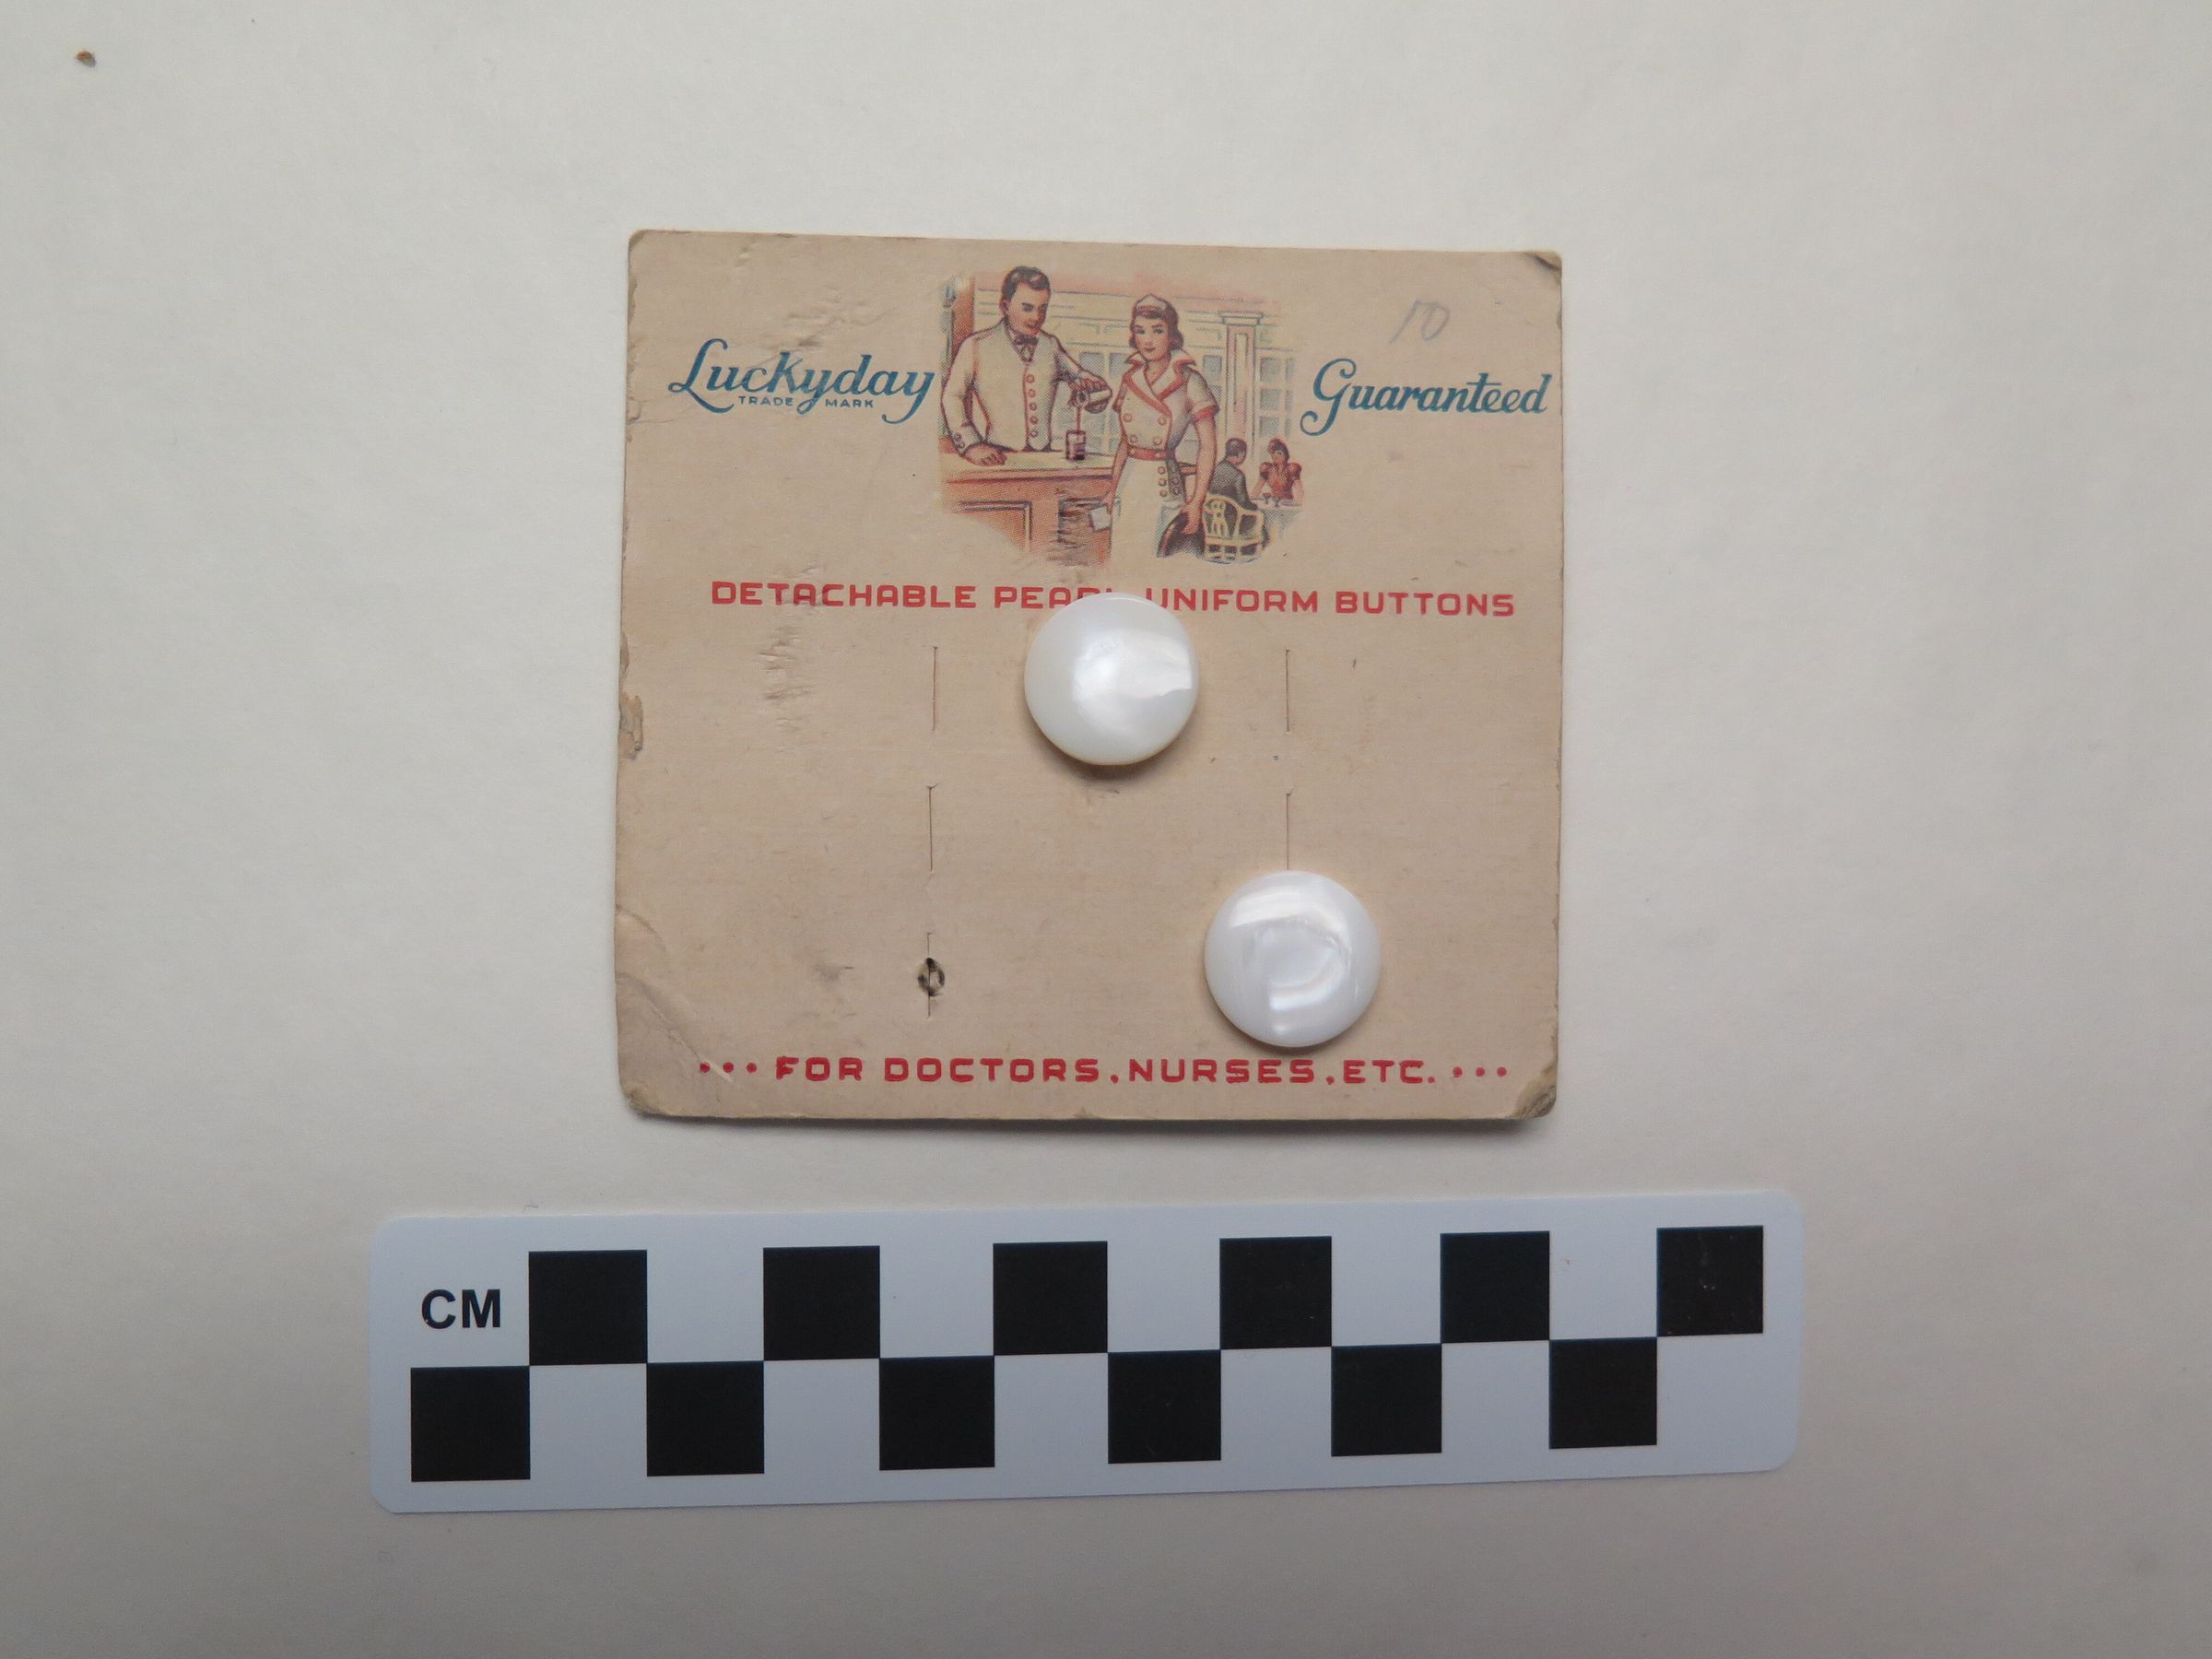 10
Luckyday Guaranteed
TRADE MARK
DETACHABLE PEARL UNIFORM BUTTONS
••• FOR DOCTORS, NURSES, ETC. •••
CM